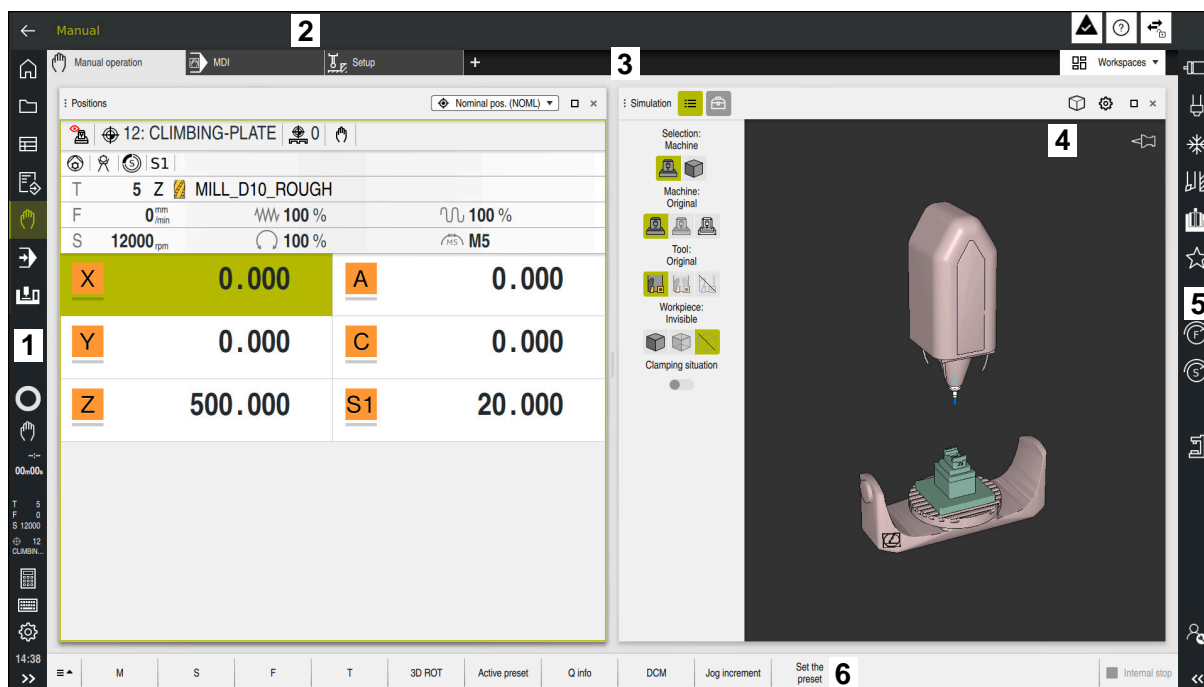 Manual
2
Manual operation
MDI
Setup
+
3
Workspaces
Positions
Nominal pos. (NOML)
Simulation
12: CLIMBING-PLATE
0
S1
T 5 Z MILL_D10_ROUGH
F 0 mm/min 100 % 100 %
S 12000 rpm 100 % M5
X 0.000
A 0.000
Y 0.000
C 0.000
Z 500.000
S1 20.000
Selection:
Machine
Machine:
Original
Tool:
Original
Workpiece:
Invisible
Clamping situation
4
5
F
S
1
-:--
00m00s
T 5
F 0
S 12000
12
CLIMBIN...
14:38
M
S
F
T
3D ROT
Active preset
Q info
DCM
Jog increment
Set the
preset
6
Internal stop